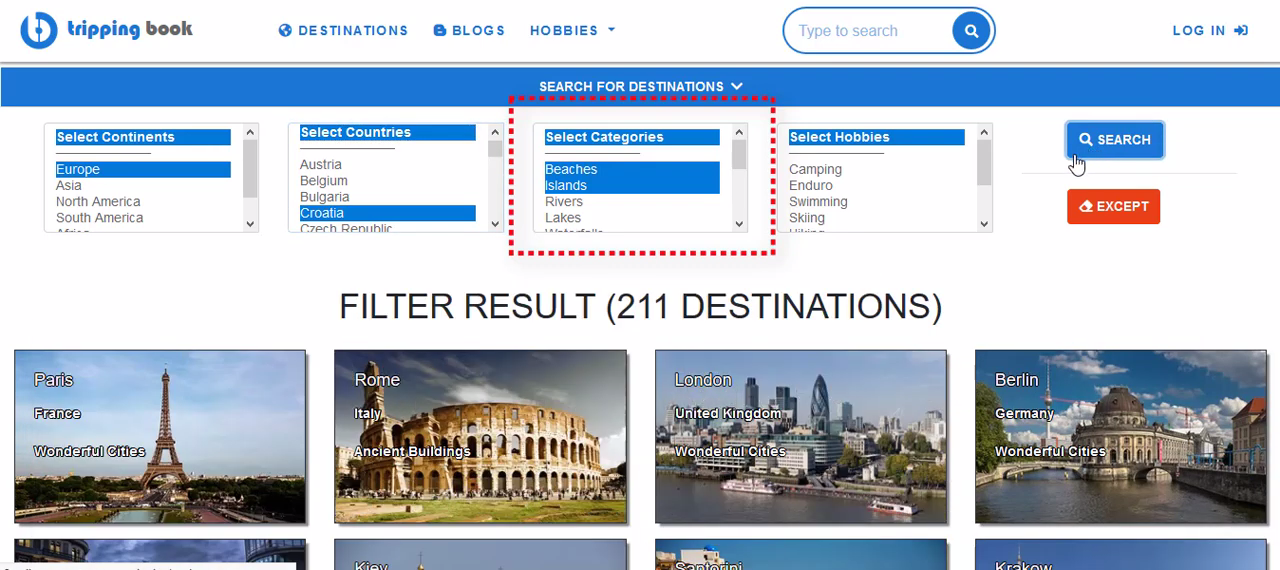 tripping book
DESTINATIONS
BLOGS
HOBBIES
Type to search
LOG IN
SEARCH FOR DESTINATIONS
Select Continents
Europe
Asia
North America
South America
Africa
Select Countries
Austria
Belgium
Bulgaria
Croatia
Czech Republic
Select Categories
Beaches
Islands
Rivers
Lakes
Waterfalls
Select Hobbies
Camping
Enduro
Swimming
Skiing
Hiking
SEARCH
EXCEPT
FILTER RESULT (211 DESTINATIONS)
Paris
France
Wonderful Cities
Rome
Italy
Ancient Buildings
London
United Kingdom
Wonderful Cities
Berlin
Germany
Wonderful Cities
Kiev
Santorini
Krakow